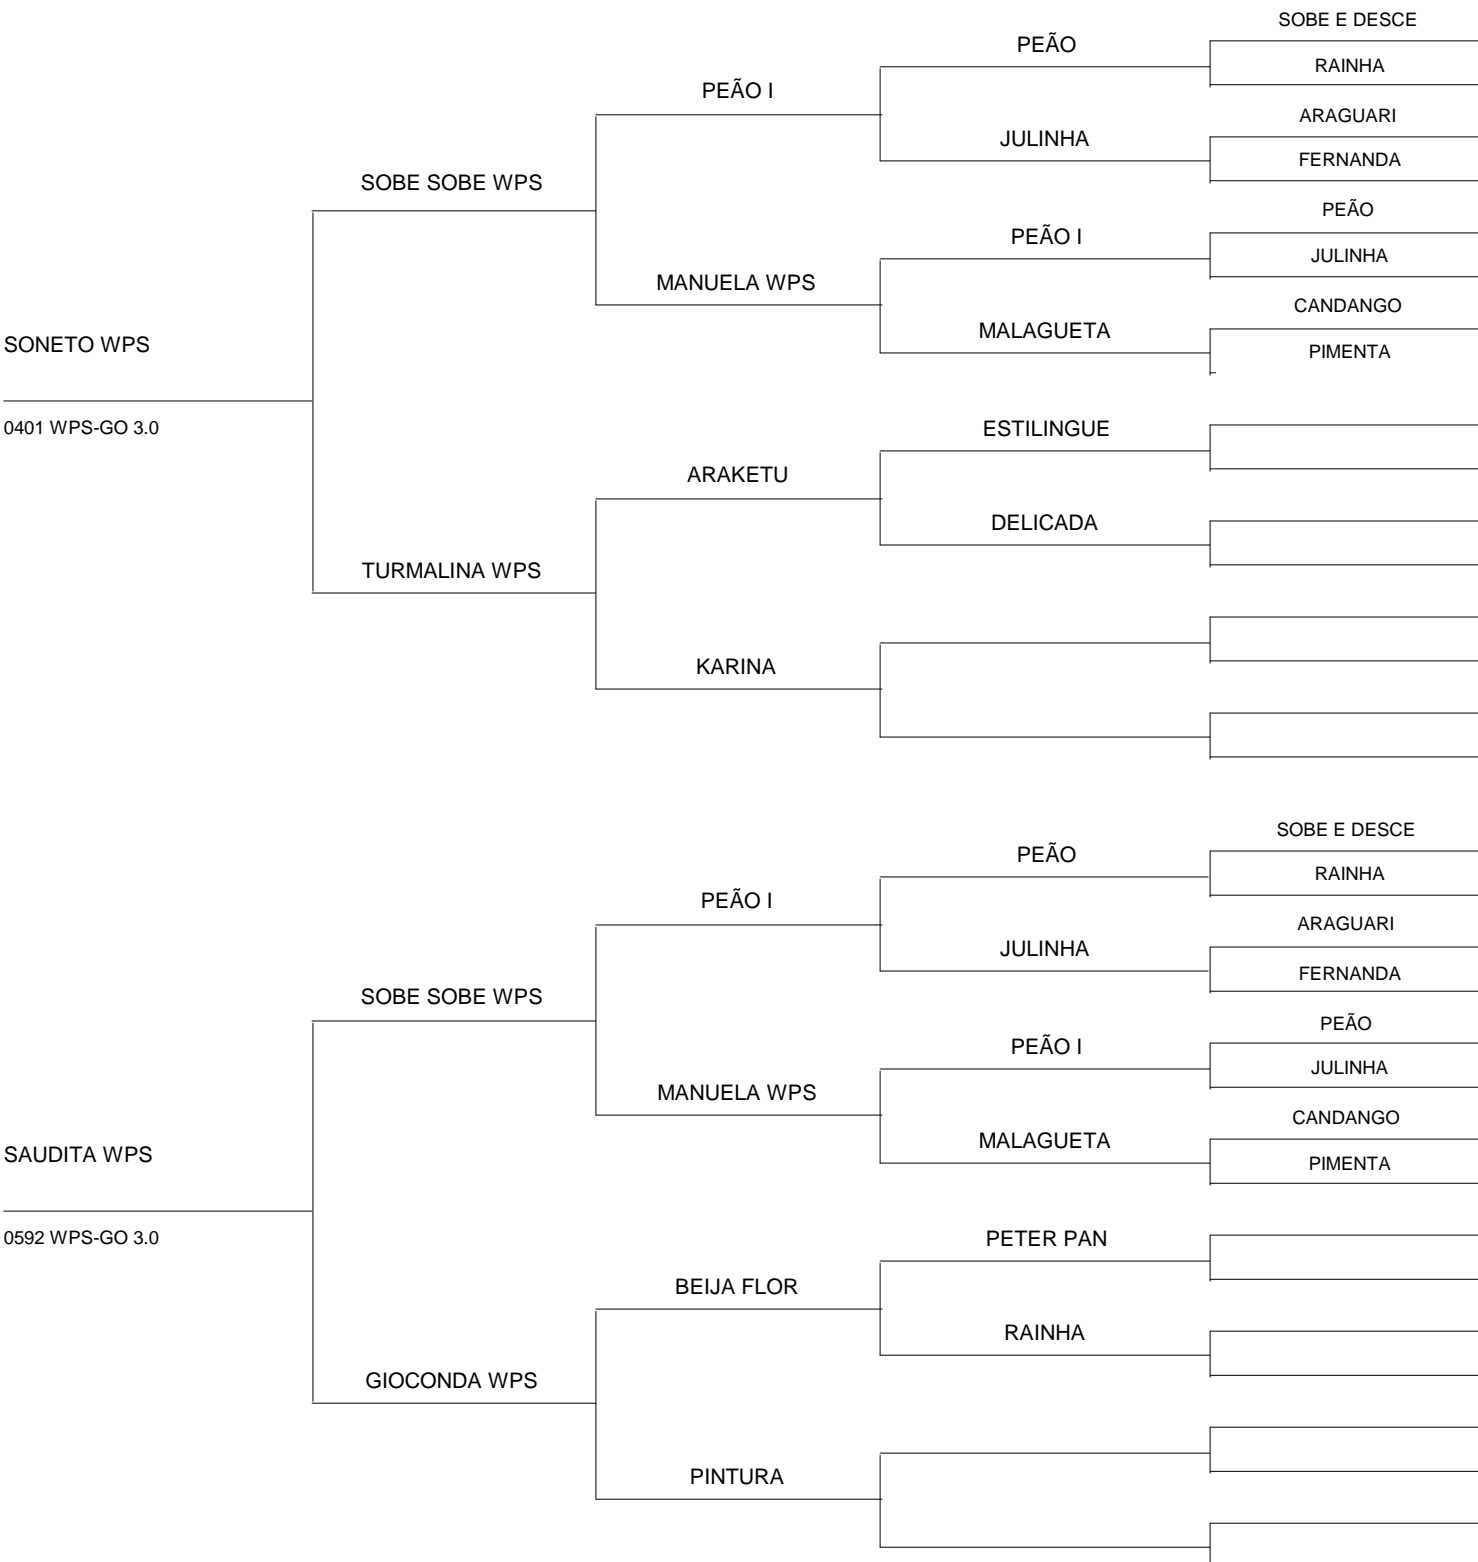 SOBE E DESCE
PEÃO
RAINHA
PEÃO I
ARAGUARI
JULINHA
FERNANDA
SOBE SOBE WPS
PEÃO
PEÃO I
JULINHA
MANUELA WPS
CANDANGO
MALAGUETA
PIMENTA
SONETO WPS
0401 WPS-GO 3.0
ESTILINGUE
ARAKETU
DELICADA
TURMALINA WPS
KARINA
SOBE E DESCE
PEÃO
RAINHA
PEÃO I
ARAGUARI
JULINHA
FERNANDA
SOBE SOBE WPS
PEÃO
PEÃO I
JULINHA
MANUELA WPS
CANDANGO
MALAGUETA
PIMENTA
SAUDITA WPS
0592 WPS-GO 3.0
PETER PAN
BEIJA FLOR
RAINHA
GIOCONDA WPS
PINTURA